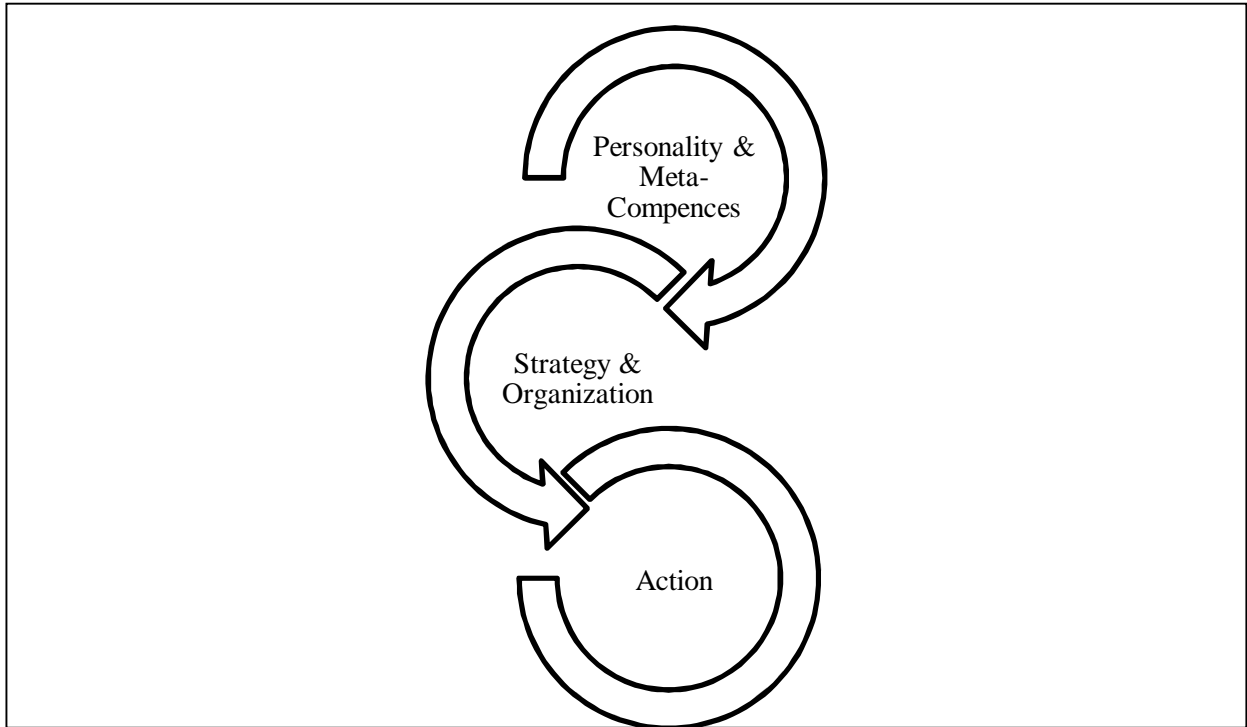 Personality &
Meta-
Compences
Strategy &
Organization
Action